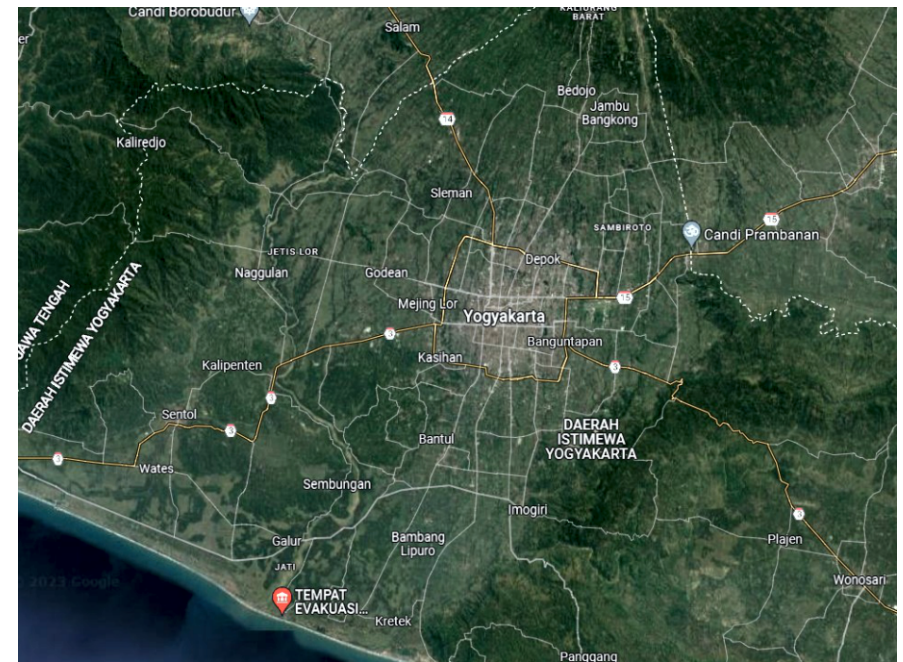 Candi Borobudur
KALIURANG
BARAT
Salam
er
Bedojo
Jambu
Bangkong
14
Kaliredjo
Sleman
15
SAMBIROTO
Candi Prambanan
JETIS LOR
Naggulan
Godean
Depok
JAWA TENGAH
DAERAH ISTIMEWA YOGYAKARTA
Mejing Lor
15
Yogyakarta
3
Kasihan
Banguntapan
Kalipenten
3
3
Sentol
3
DAERAH
ISTIMEWA
YOGYAKARTA
Bantul
3
Wates
Sembungan
Imogiri
3
Galur
Bambang
Lipuro
Plajen
JATI
2023 Google
Wonosari
TEMPAT
EVAKUASI...
Kretek
Panggang